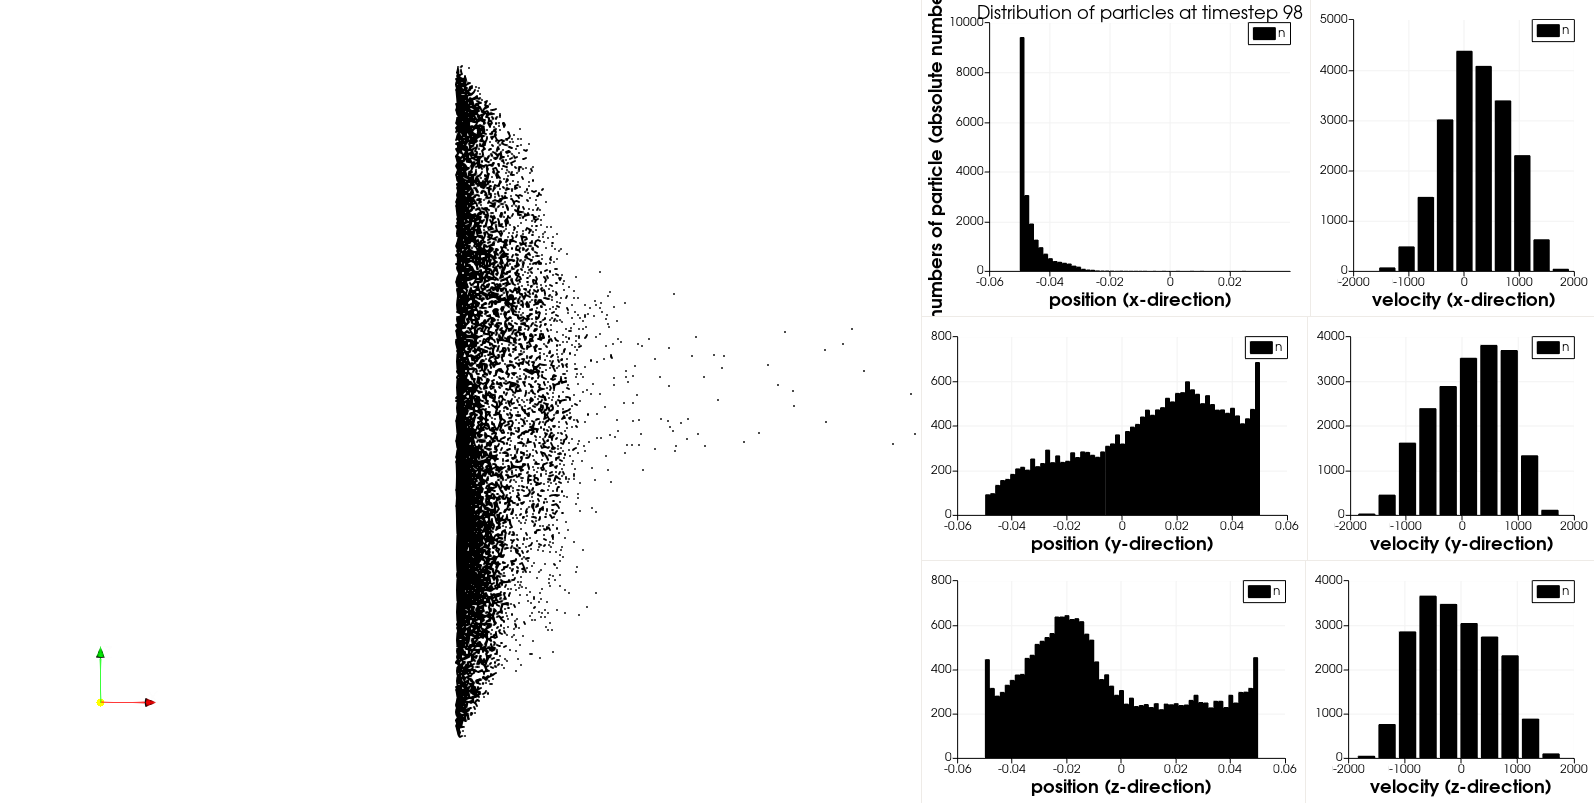 Distribution of particles at timestep 98
numbers of particle (absolute numbe
10000
8000
6000
4000
2000
0
-0.06 -0.04 -0.02 0 0.02
position (x-direction)
n
5000
4000
3000
2000
1000
0
-2000 -1000 0 1000 2000
velocity (x-direction)
n
800
600
400
200
0
-0.06 -0.04 -0.02 0 0.02 0.04 0.06
position (y-direction)
n
4000
3000
2000
1000
0
-2000 -1000 0 1000 2000
velocity (y-direction)
n
800
600
400
200
0
-0.06 -0.04 -0.02 0 0.02 0.04 0.06
position (z-direction)
n
4000
3000
2000
1000
0
-2000 -1000 0 1000 2000
velocity (z-direction)
n